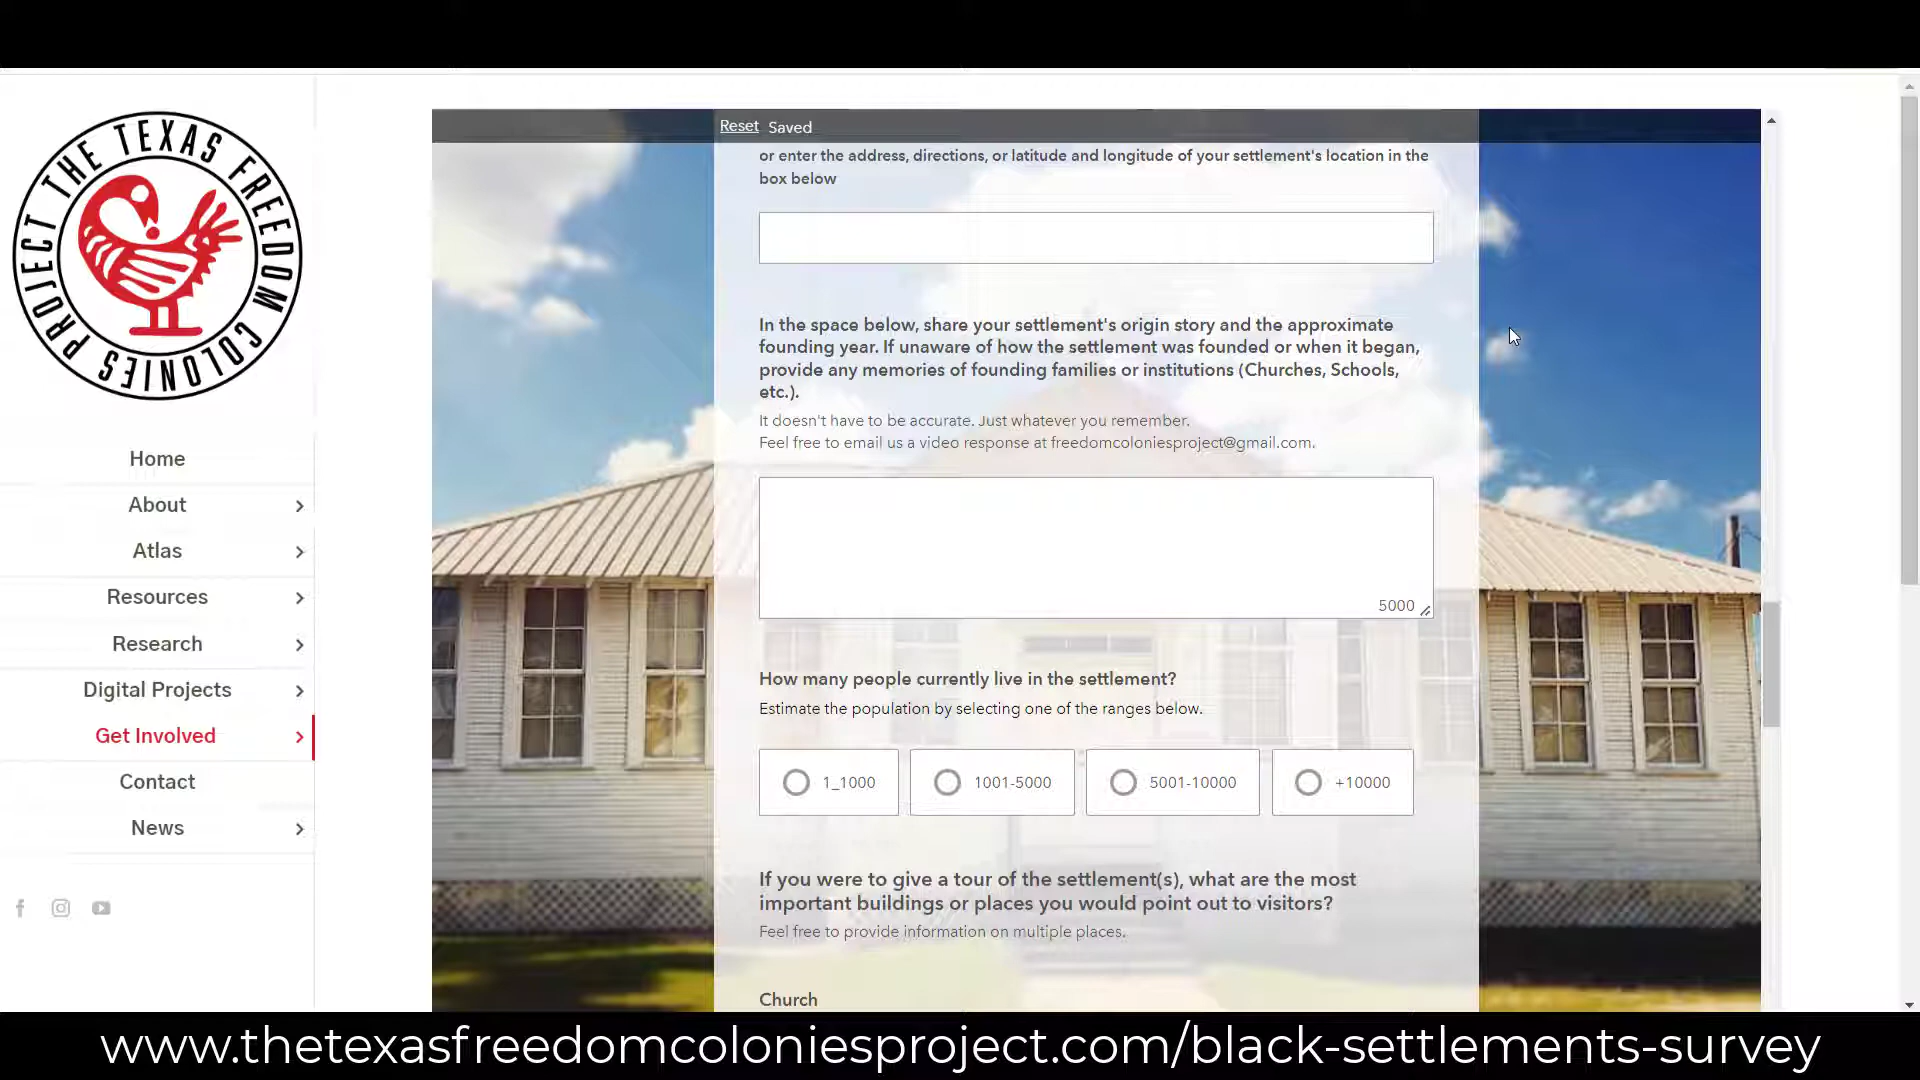 THE TEXAS FREEDOM COLONIES PROJECT
Home
About
Atlas
Resources
Research
Digital Projects
Get Involved
Contact
News
Reset Saved
or enter the address, directions, or latitude and longitude of your settlement's location in the
box below
In the space below, share your settlement's origin story and the approximate
founding year. If unaware of how the settlement was founded or when it began,
provide any memories of founding families or institutions (Churches, Schools,
etc.).
It doesn't have to be accurate. Just whatever you remember.
Feel free to email us a video response at freedomcoloniesproject@gmail.com.
5000
How many people currently live in the settlement?
Estimate the population by selecting one of the ranges below.
1_1000 1001-5000 5001-10000 +10000
If you were to give a tour of the settlement(s), what are the most
important buildings or places you would point out to visitors?
Feel free to provide information on multiple places.
Church
www.thetexasfreedomcoloniesproject.com/black-settlements-survey